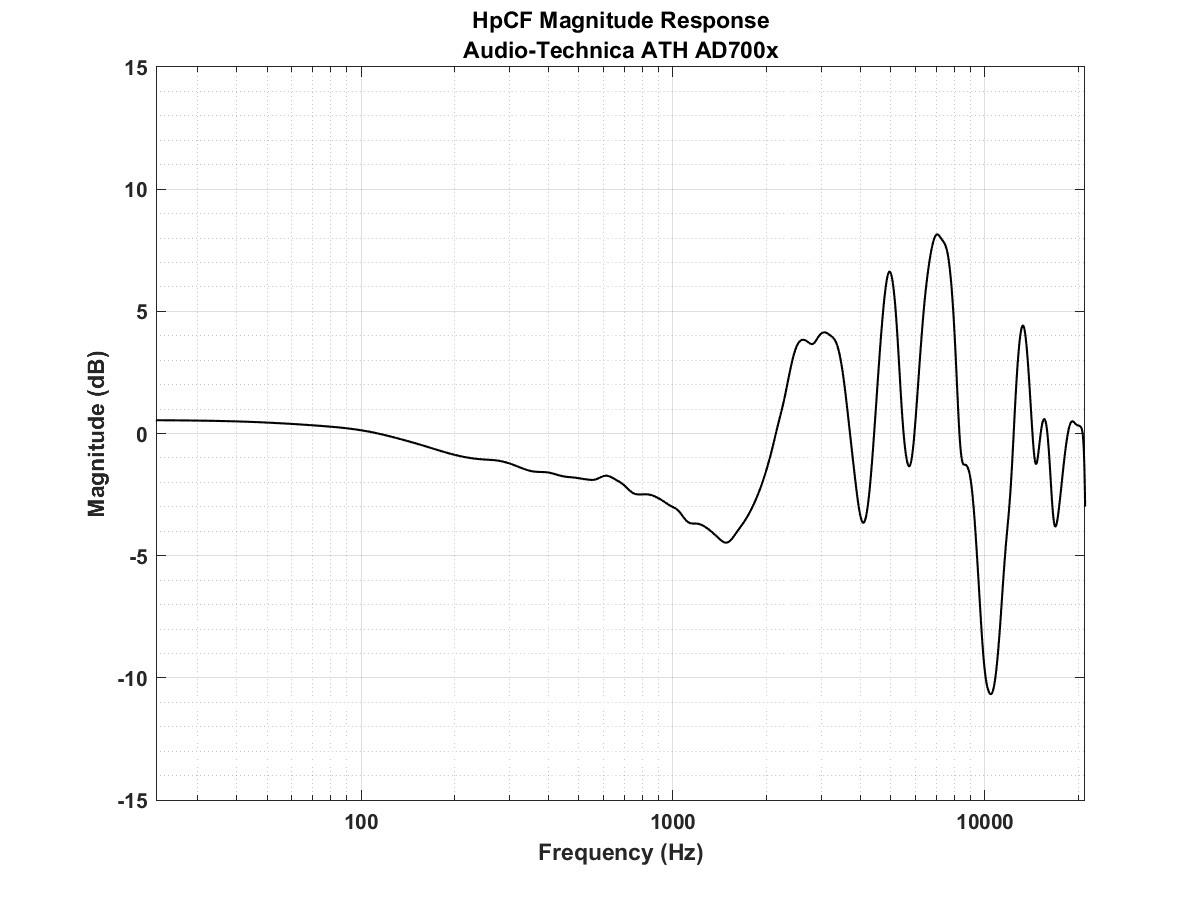 HpCF Magnitude Response
Audio-Technica ATH AD700x
15
10
5
0
-5
-10
-15
Magnitude (dB)
100 1000 10000
Frequency (Hz)